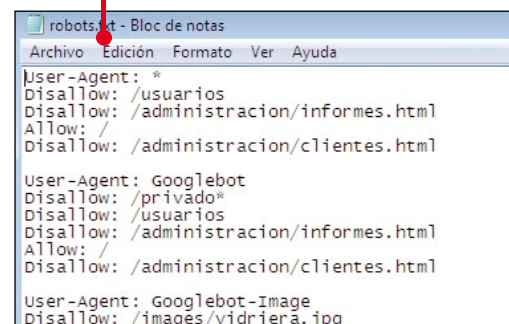 robots.txt - Bloc de notas
Archivo Edición Formato Ver Ayuda
User-Agent: *
Disallow: /usuarios
Disallow: /administracion/informes.html
Allow: /
Disallow: /administracion/clientes.html
User-Agent: Googlebot
Disallow: /privado*
Disallow: /usuarios
Disallow: /administracion/informes.html
Allow: /
Disallow: /administracion/clientes.html
User-Agent: Googlebot-Image
Disallow: /images/vidriera.jpg